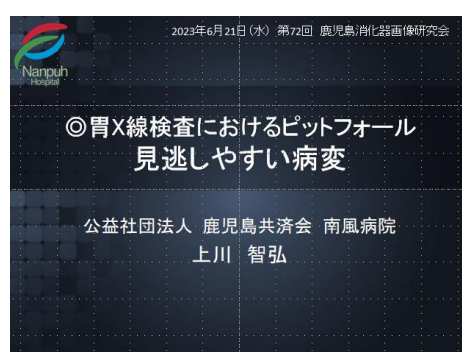 2023年6月21日（水） 第72回 鹿児島消化器画像研究会
Nanpuh
Hospital
◎胃X線検査におけるピットフォール
見逃しやすい病変
公益社団法人 鹿児島共済会 南風病院
上川 智弘